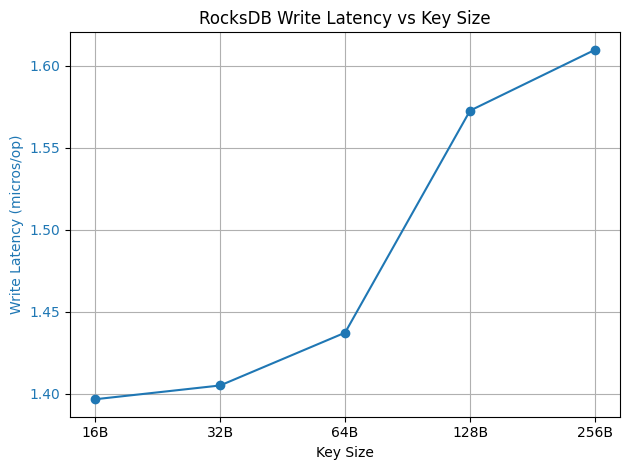 RocksDB Write Latency vs Key Size
Write Latency (micros/op)
1.60
1.55
1.50
1.45
1.40
16B 32B 64B 128B 256B
Key Size